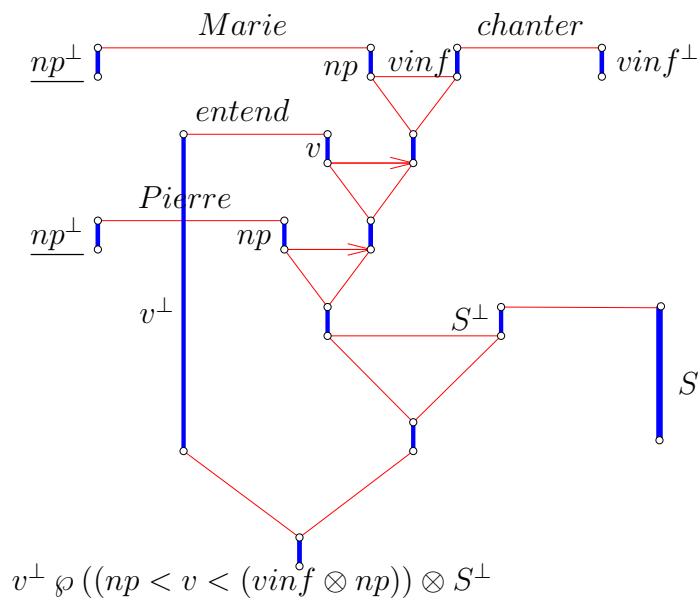 Marie chanter
np⊥ np vinf vinf⊥
entend
v
Pierre
np⊥ np
v⊥ S⊥
S
v⊥ ℘ ((np < v < (vinf ⊗ np)) ⊗ S⊥